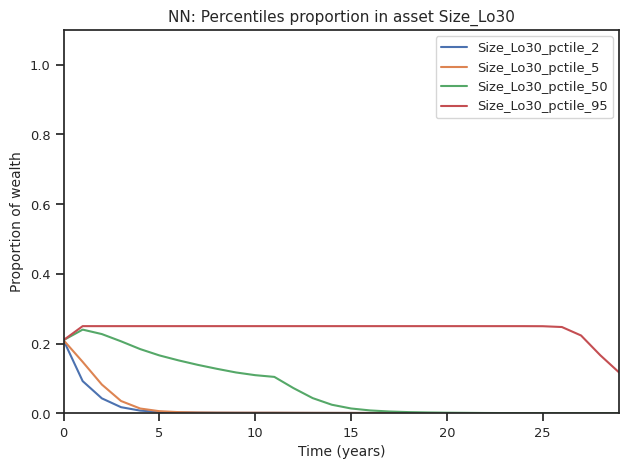 NN: Percentiles proportion in asset Size_Lo30
Size_Lo30_pctile_2
Size_Lo30_pctile_5
Size_Lo30_pctile_50
Size_Lo30_pctile_95
Proportion of wealth
1.0
0.8
0.6
0.4
0.2
0.0
0 5 10 15 20 25
Time (years)